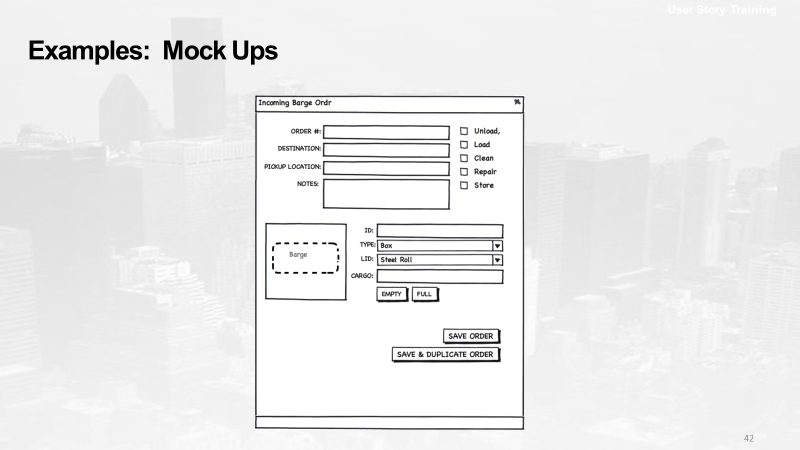 User Story Training
Examples:  Mock Ups
Incoming Barge Ordr
ORDER #:
DESTINATION:
PICKUP LOCATION:
NOTES:
Unload,
Load
Clean
Repair
Store
Barge
ID:
TYPE: Box
LID: Steel Roll
CARGO:
EMPTY FULL
SAVE ORDER
SAVE & DUPLICATE ORDER
42